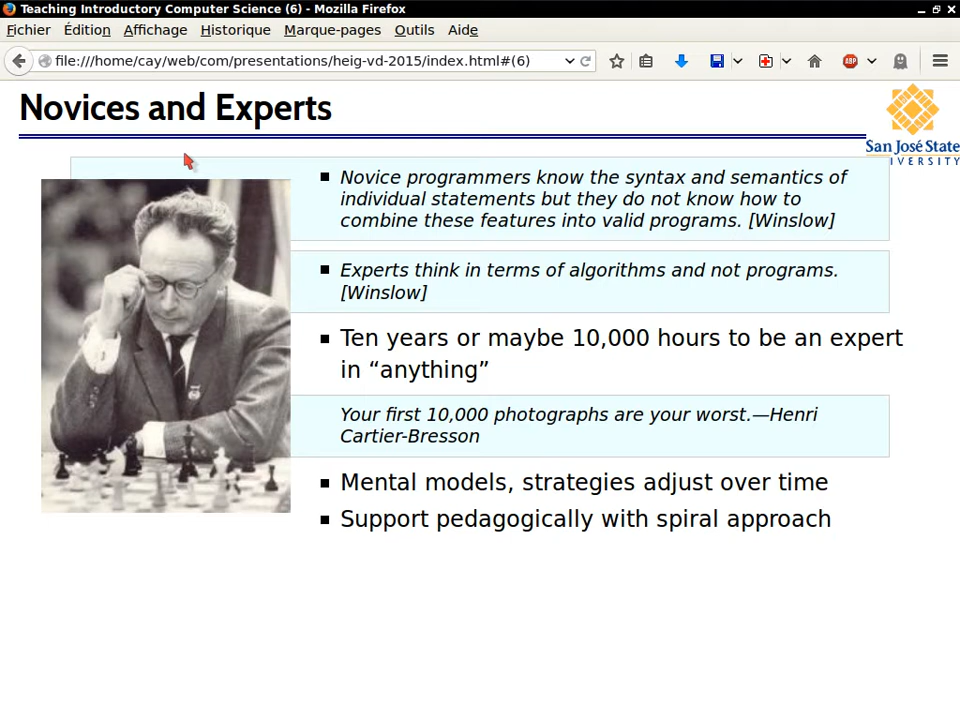 Teaching Introductory Computer Science (6) - Mozilla Firefox
Fichier Édition Affichage Historique Marque-pages Outils Aide
file:///home/cay/web/com/presentations/heig-vd-2015/index.html#(6)
ABP
Novices and Experts
San José State
UNIVERSITY
Novice programmers know the syntax and semantics of
individual statements but they do not know how to
combine these features into valid programs. [Winslow]
Experts think in terms of algorithms and not programs.
[Winslow]
Ten years or maybe 10,000 hours to be an expert
in “anything”
Your first 10,000 photographs are your worst.—Henri
Cartier-Bresson
Mental models, strategies adjust over time
Support pedagogically with spiral approach